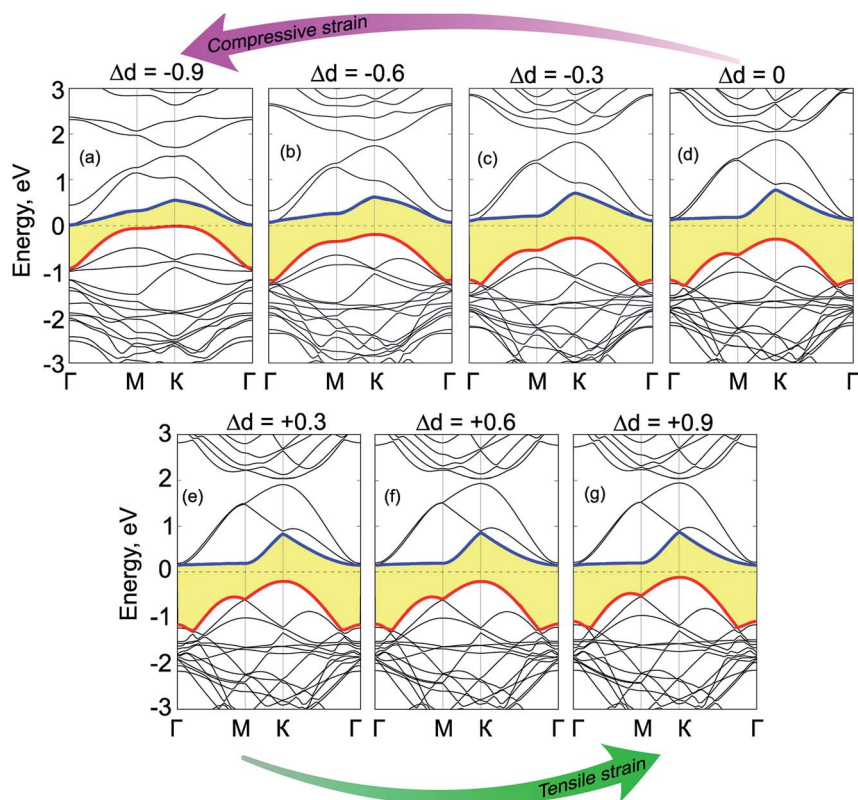 Compressive strain
Δd = -0.9 Δd = -0.6 Δd = -0.3 Δd = 0
3
2
1
0
-1
-2
-3
Energy, eV
(a) (b) (c) (d)
Γ M K Γ Γ M K Γ Γ M K Γ Γ M K Γ
Δd = +0.3 Δd = +0.6 Δd = +0.9
3
2
1
0
-1
-2
-3
Energy, eV
(e) (f) (g)
Γ M K Γ Γ M K Γ Γ M K Γ
Tensile strain